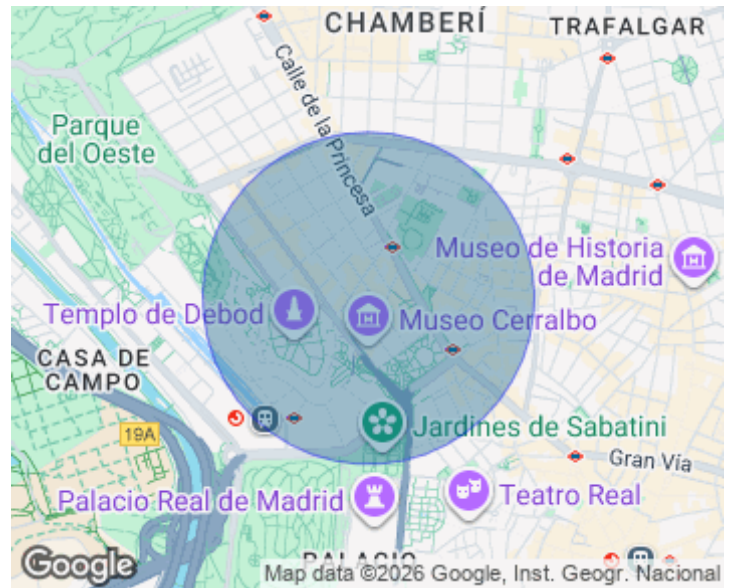 CHAMBERÍ
TRAFALGAR
Calle de la Princesa
Parque
del Oeste
Museo de Historia
de Madrid
Templo de Debod
Museo Cerralbo
CASA DE
CAMPO
19A
Jardines de Sabatini
Gran Vía
Palacio Real de Madrid
Teatro Real
PALACIO
Google
Map data ©2026 Google, Inst. Geogr. Nacional